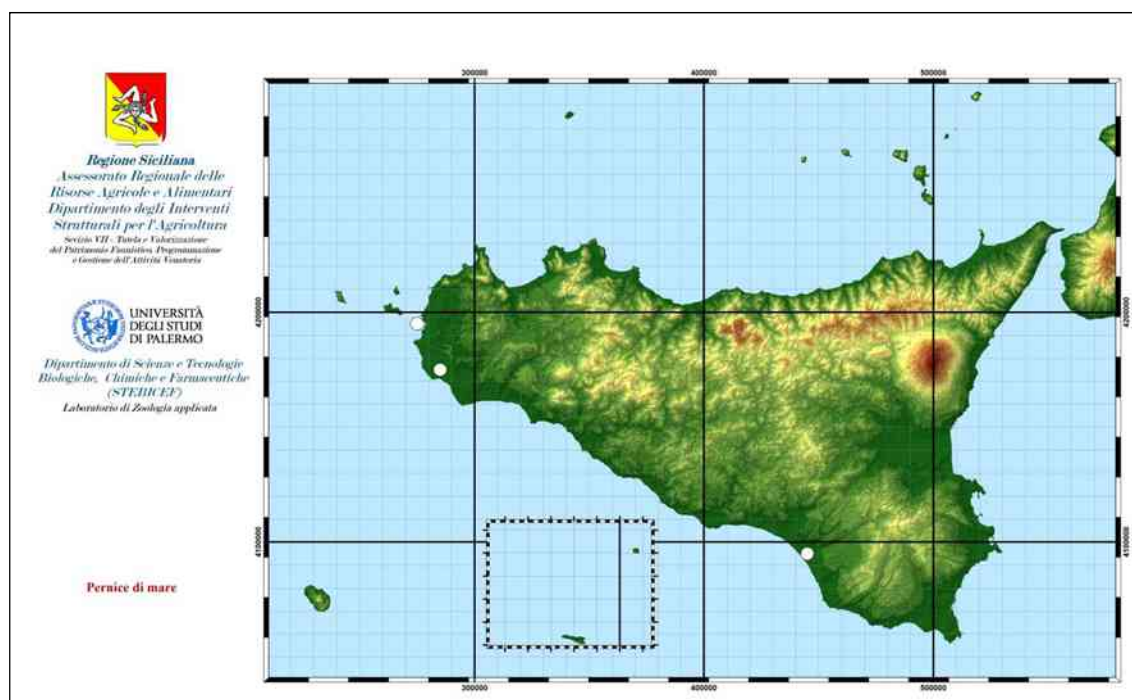 Regione Siciliana
Assessorato Regionale delle
Risorse Agricole e Alimentari
Dipartimento degli Interventi
Strutturali per l'Agricoltura
Sevizio VII - Tutela e Valorizzazione
del Patrimonio Faunistico. Programmazione
e Gestione dell'Attività Venatoria
UNIVERSITÀ
DEGLI STUDI
DI PALERMO
Dipartimento di Scienze e Tecnologie
Biologiche, Chimiche e Farmaceutiche
(STEBICEF)
Laboratorio di Zoologia applicata
Pernice di mare
300000 400000 500000
4200000 4200000
4100000 4100000
300000 400000 500000